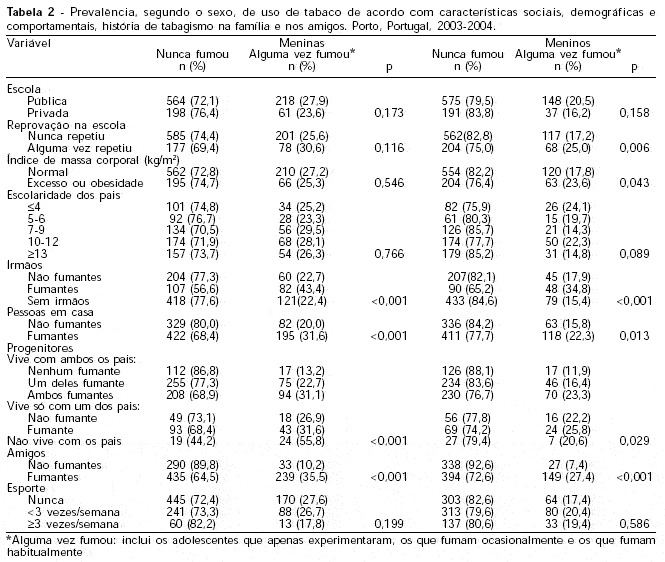 Tabela 2 - Prevalência, segundo o sexo, de uso de tabaco de acordo com características sociais, demográficas e
comportamentais, história de tabagismo na família e nos amigos. Porto, Portugal, 2003-2004.
Variável Meninas Meninos
Nunca fumou Alguma vez fumou* Nunca fumou Alguma vez fumou*
n (%) n (%) p n (%) n (%) p
Escola
Pública 564 (72,1) 218 (27,9) 575 (79,5) 148 (20,5)
Privada 198 (76,4) 61 (23,6) 0,173 191 (83,8) 37 (16,2) 0,158
Reprovação na escola
Nunca repetiu 585 (74,4) 201 (25,6) 562(82,8) 117 (17,2)
Alguma vez repetiu 177 (69,4) 78 (30,6) 0,116 204 (75,0) 68 (25,0) 0,006
Índice de massa corporal (kg/m²)
Normal 562 (72,8) 210 (27,2) 554 (82,2) 120 (17,8)
Excesso ou obesidade 195 (74,7) 66 (25,3) 0,546 204 (76,4) 63 (23,6) 0,043
Escolaridade dos pais
≤4 101 (74,8) 34 (25,2) 82 (75,9) 26 (24,1)
5-6 92 (76,7) 28 (23,3) 61 (80,3) 15 (19,7)
7-9 134 (70,5) 56 (29,5) 126 (85,7) 21 (14,3)
10-12 174 (71,9) 68 (28,1) 174 (77,7) 50 (22,3)
≥13 157 (73,7) 54 (26,3) 0,766 179 (85,2) 31 (14,8) 0,089
Irmãos
Não fumantes 204 (77,3) 60 (22,7) 207(82,1) 45 (17,9)
Fumantes 107 (56,6) 82 (43,4) 90 (65,2) 48 (34,8)
Sem irmãos 418 (77,6) 121(22,4) <0,001 433 (84,6) 79 (15,4) <0,001
Pessoas em casa
Não fumantes 329 (80,0) 82 (20,0) 336 (84,2) 63 (15,8)
Fumantes 422 (68,4) 195 (31,6) <0,001 411 (77,7) 118 (22,3) 0,013
Progenitores
Vive com ambos os pais:
Nenhum fumante 112 (86,8) 17 (13,2) 126 (88,1) 17 (11,9)
Um deles fumante 255 (77,3) 75 (22,7) 234 (83,6) 46 (16,4)
Ambos fumantes 208 (68,9) 94 (31,1) 230 (76,7) 70 (23,3)
Vive só com um dos pais:
Não fumante 49 (73,1) 18 (26,9) 56 (77,8) 16 (22,2)
Fumante 93 (68,4) 43 (31,6) 69 (74,2) 24 (25,8)
Não vive com os pais 19 (44,2) 24 (55,8) <0,001 27 (79,4) 7 (20,6) 0,029
Amigos
Não fumantes 290 (89,8) 33 (10,2) 338 (92,6) 27 (7,4)
Fumantes 435 (64,5) 239 (35,5) <0,001 394 (72,6) 149 (27,4) <0,001
Esporte
Nunca 445 (72,4) 170 (27,6) 303 (82,6) 64 (17,4)
<3 vezes/semana 241 (73,3) 88 (26,7) 313 (79,6) 80 (20,4)
≥3 vezes/semana 60 (82,2) 13 (17,8) 0,199 137 (80,6) 33 (19,4) 0,586
*Alguma vez fumou: inclui os adolescentes que apenas experimentaram, os que fumam ocasionalmente e os que fumam
habitualmente